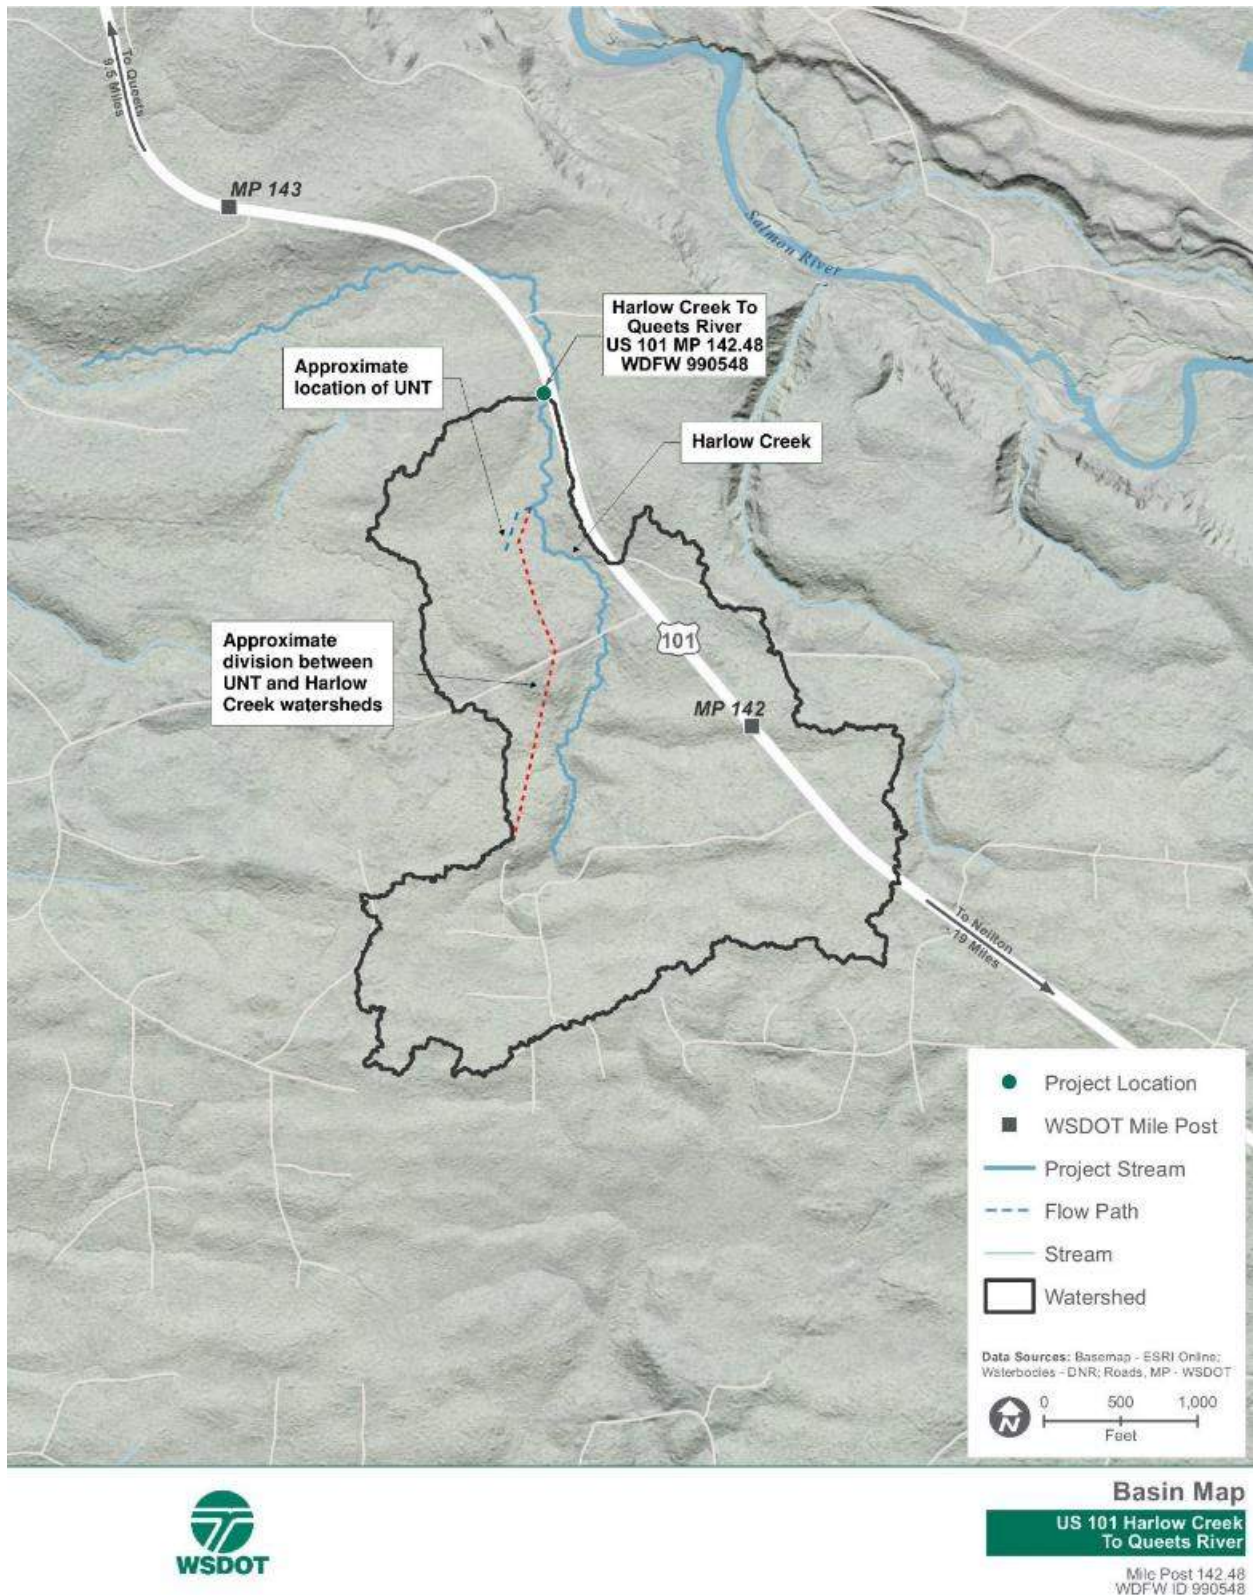 To Queets
9.5 Miles
MP 143
Salmon River
Harlow Creek To
Queets River
US 101 MP 142.48
WDFW 990548
Approximate
location of UNT
Harlow Creek
Approximate
division between
UNT and Harlow
Creek watersheds
101
MP 142
To Neilton
19 Miles
Project Location
WSDOT Mile Post
Project Stream
Flow Path
Stream
Watershed
Data Sources: Basemap - ESRI Online;
Waterbodies - DNR; Roads, MP - WSDOT
N
0 500 1,000
Feet
WSDOT
Basin Map
US 101 Harlow Creek
To Queets River
Mile Post 142.48
WDFW ID 990548